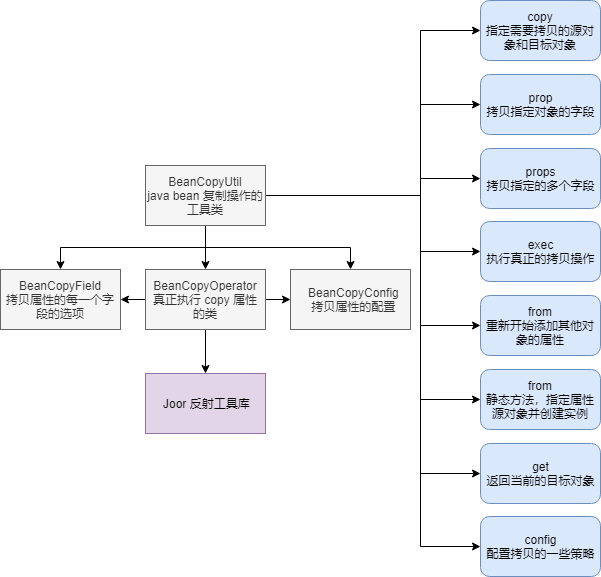 copy
指定需要拷贝的源对
象和目标对象
prop
拷贝指定对象的字段
props
拷贝指定的多个字段
BeanCopyUtil
java bean 复制操作的
工具类
exec
执行真正的拷贝操作
BeanCopyField
拷贝属性的每一个字
段的选项
BeanCopyOperator
真正执行 copy 属性
的类
BeanCopyConfig
拷贝属性的配置
from
重新开始添加其他对
象的属性
Joor 反射工具库
from
静态方法，指定属性
源对象并创建实例
get
返回当前的目标对象
config
配置拷贝的一些策略